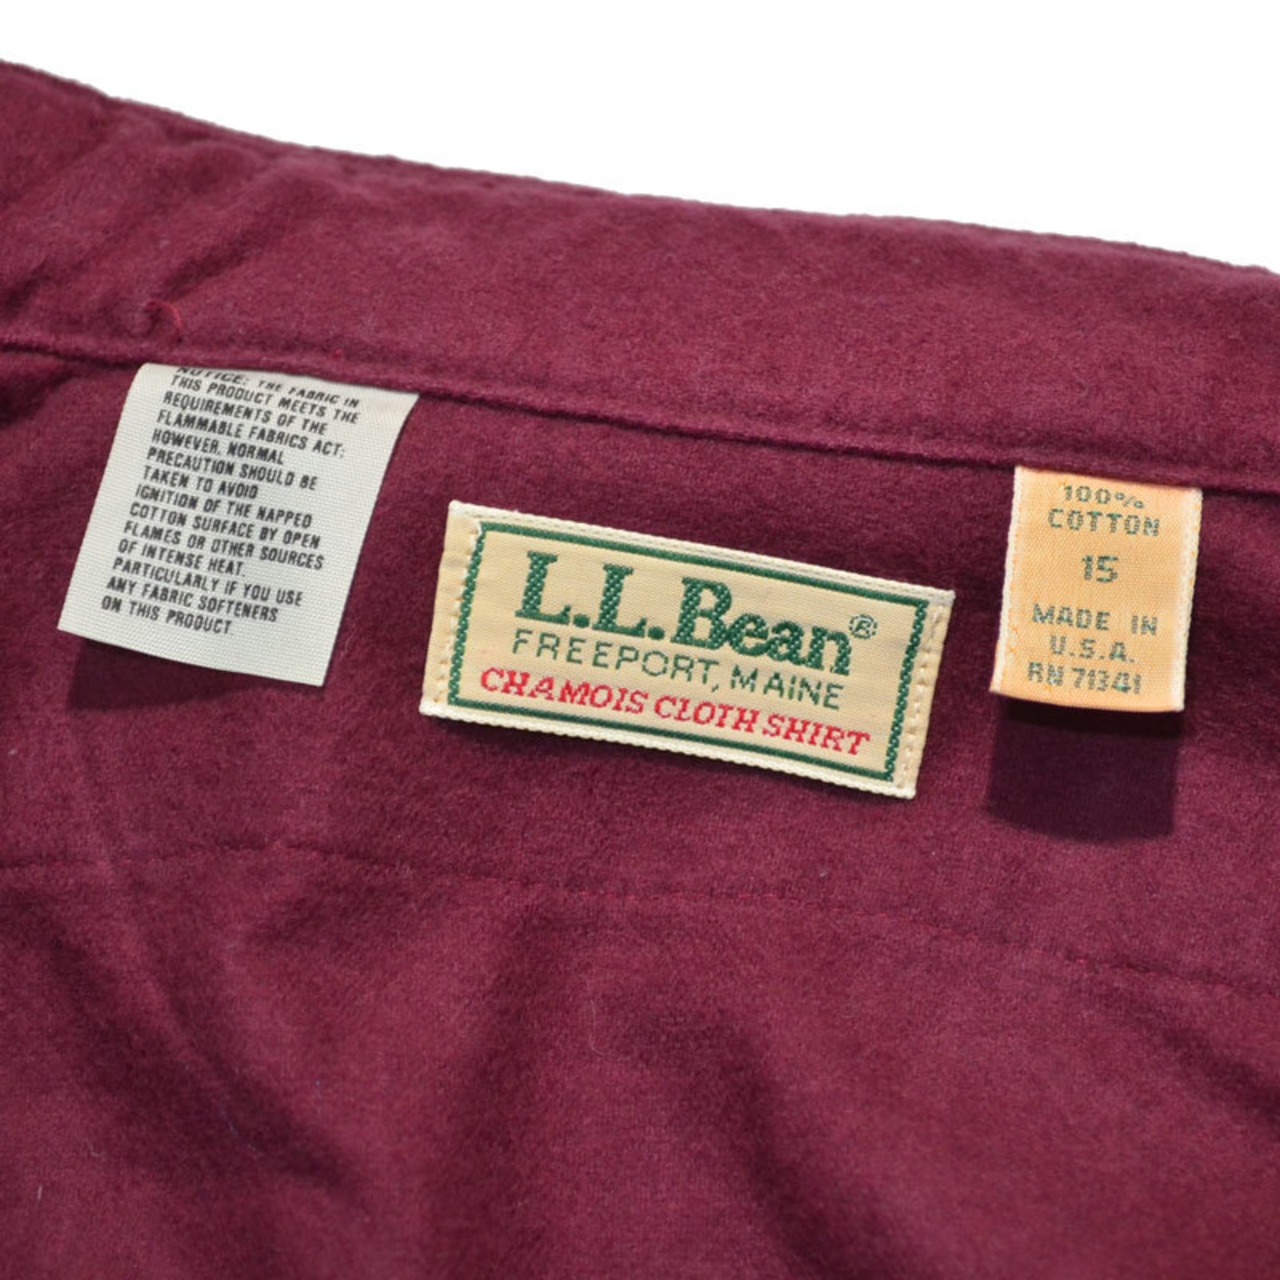 NOTICE: THE FABRIC IN
THIS PRODUCT MEETS THE
REQUIREMENTS OF THE
FLAMMABLE FABRICS ACT;
HOWEVER, NORMAL
PRECAUTION SHOULD BE
TAKEN TO AVOID
IGNITION OF THE NAPPED
COTTON SURFACE BY OPEN
FLAMES OR OTHER SOURCES
OF INTENSE HEAT.
PARTICULARLY IF YOU USE
ANY FABRIC SOFTENERS
ON THIS PRODUCT
L.L.Bean®
FREEPORT, MAINE
CHAMOIS CLOTH SHIRT
100%
COTTON
15
MADE IN
U.S.A.
RN 71341